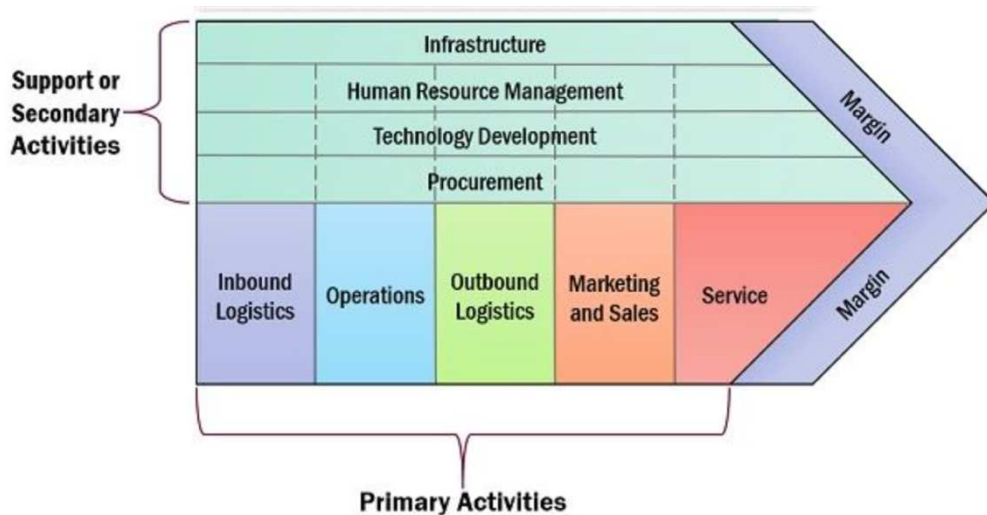 Infrastructure
Support or
Secondary
Activities
Human Resource Management
Technology Development
Procurement
Margin
Inbound
Logistics
Operations
Outbound
Logistics
Marketing
and Sales
Service
Margin
Primary Activities